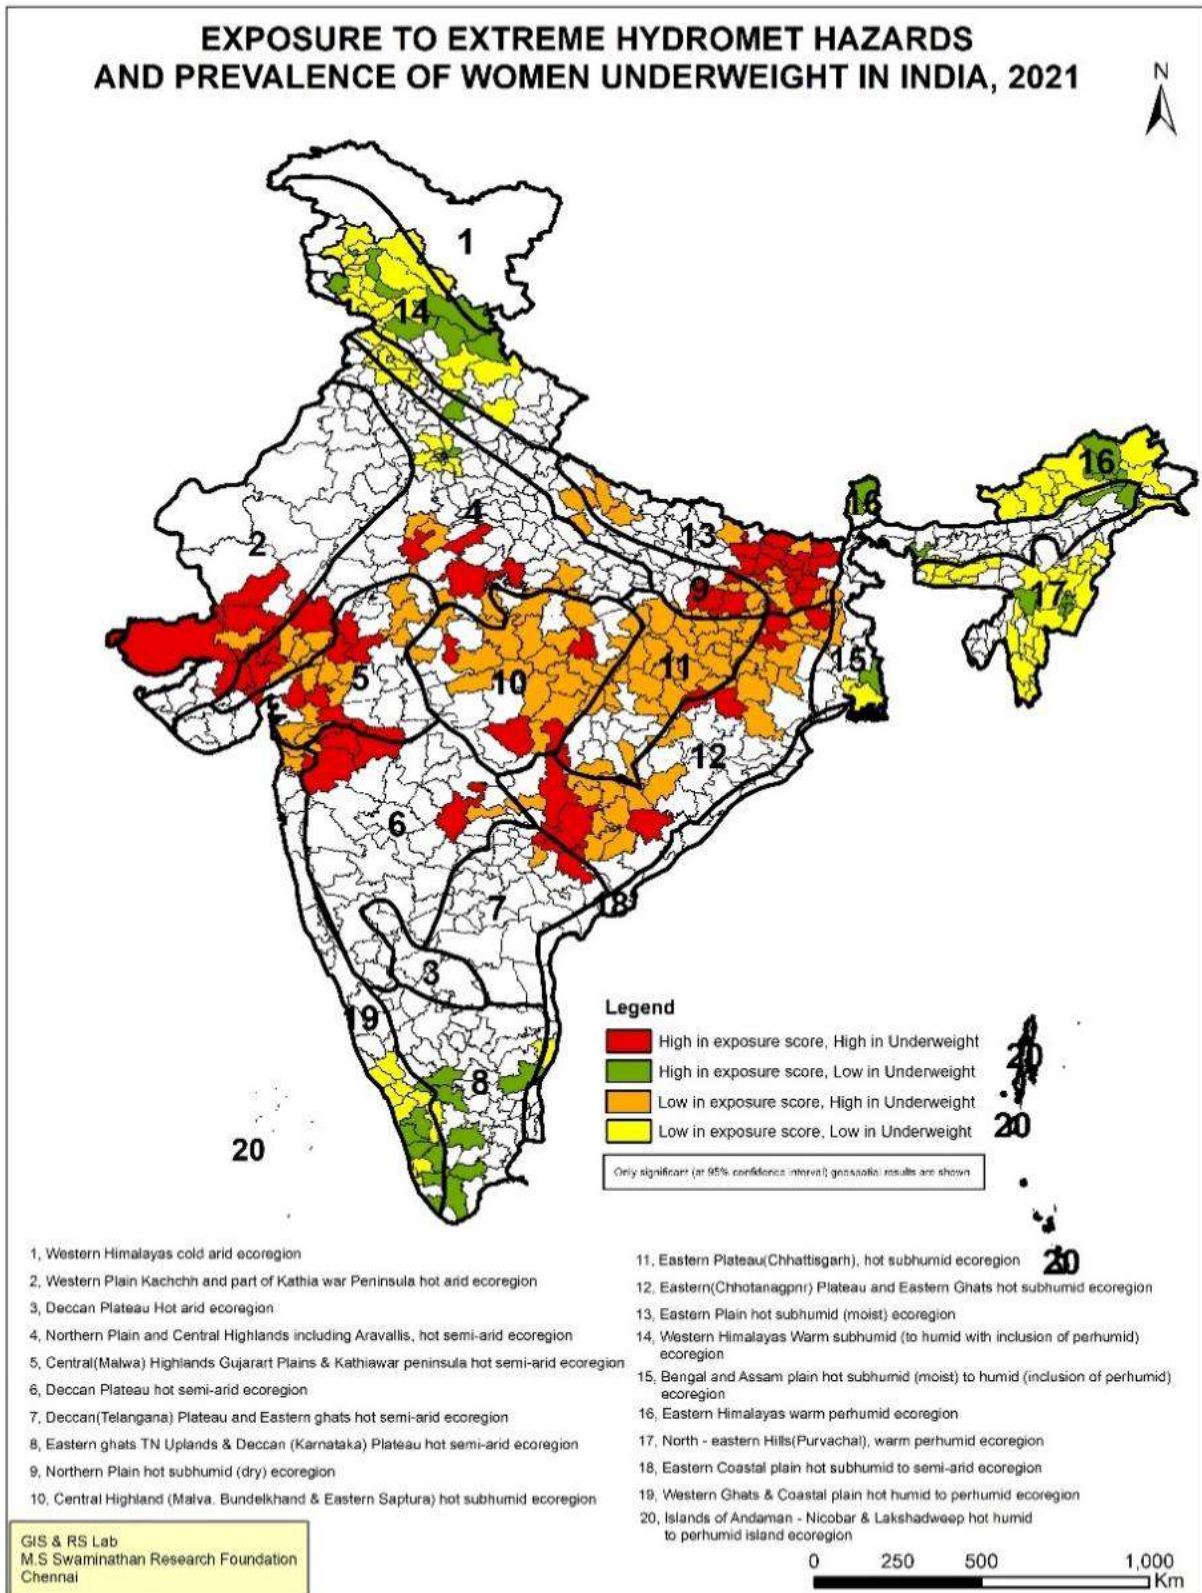 EXPOSURE TO EXTREME HYDROMET HAZARDS
AND PREVALENCE OF WOMEN UNDERWEIGHT IN INDIA, 2021
N
1
14
16
16
4
13
2
9
17
5
10
11
15
12
6
7
18
3
19
8
20
20
20
20
Legend
High in exposure score, High in Underweight
High in exposure score, Low in Underweight
Low in exposure score, High in Underweight
Low in exposure score, Low in Underweight
Only significant (at 95% confidence interval) geospatial results are shown
1, Western Himalayas cold arid ecoregion
2, Western Plain Kachchh and part of Kathia war Peninsula hot arid ecoregion
3, Deccan Plateau Hot arid ecoregion
4, Northern Plain and Central Highlands including Aravallis, hot semi-arid ecoregion
5, Central(Malwa) Highlands Gujarart Plains & Kathiawar peninsula hot semi-arid ecoregion
6, Deccan Plateau hot semi-arid ecoregion
7, Deccan(Telangana) Plateau and Eastern ghats hot semi-arid ecoregion
8, Eastern ghats TN Uplands & Deccan (Karnataka) Plateau hot semi-arid ecoregion
9, Northern Plain hot subhumid (dry) ecoregion
10, Central Highland (Malva. Bundelkhand & Eastern Saptura) hot subhumid ecoregion
11, Eastern Plateau(Chhattisgarh), hot subhumid ecoregion
12, Eastern(Chhotanagpnr) Plateau and Eastern Ghats hot subhumid ecoregion
13, Eastern Plain hot subhumid (moist) ecoregion
14, Western Himalayas Warm subhumid (to humid with inclusion of perhumid)
ecoregion
15, Bengal and Assam plain hot subhumid (moist) to humid (inclusion of perhumid)
ecoregion
16, Eastern Himalayas warm perhumid ecoregion
17, North - eastern Hills(Purvachal), warm perhumid ecoregion
18, Eastern Coastal plain hot subhumid to semi-arid ecoregion
19, Western Ghats & Coastal plain hot humid to perhumid ecoregion
20, Islands of Andaman - Nicobar & Lakshadweep hot humid
to perhumid island ecoregion
GIS & RS Lab
M.S Swaminathan Research Foundation
Chennai
0 250 500 1,000
Km